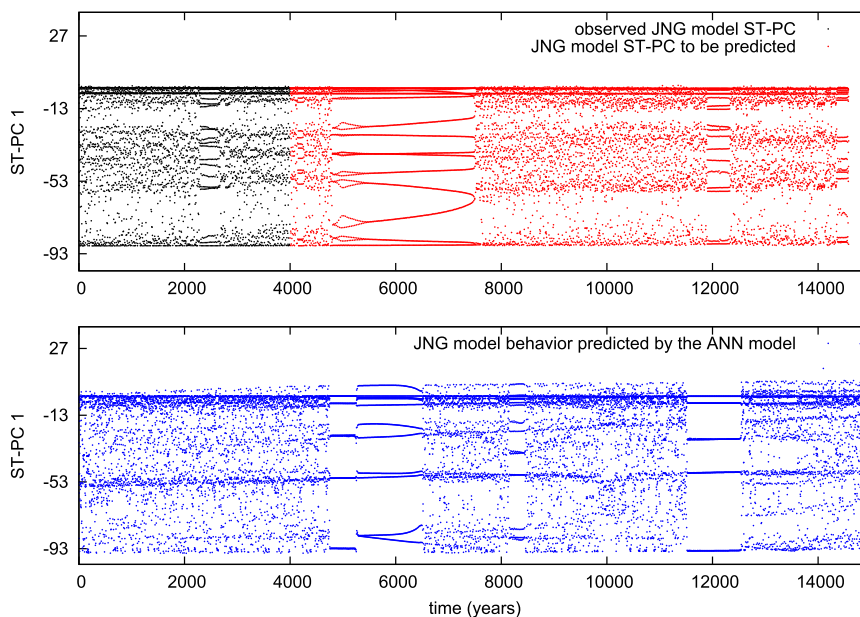 observed JNG model ST-PC
JNG model ST-PC to be predicted
27
-13
-53
-93
ST-PC 1
0 2000 4000 6000 8000 10000 12000 14000
JNG model behavior predicted by the ANN model
27
-13
-53
-93
ST-PC 1
0 2000 4000 6000 8000 10000 12000 14000
time (years)